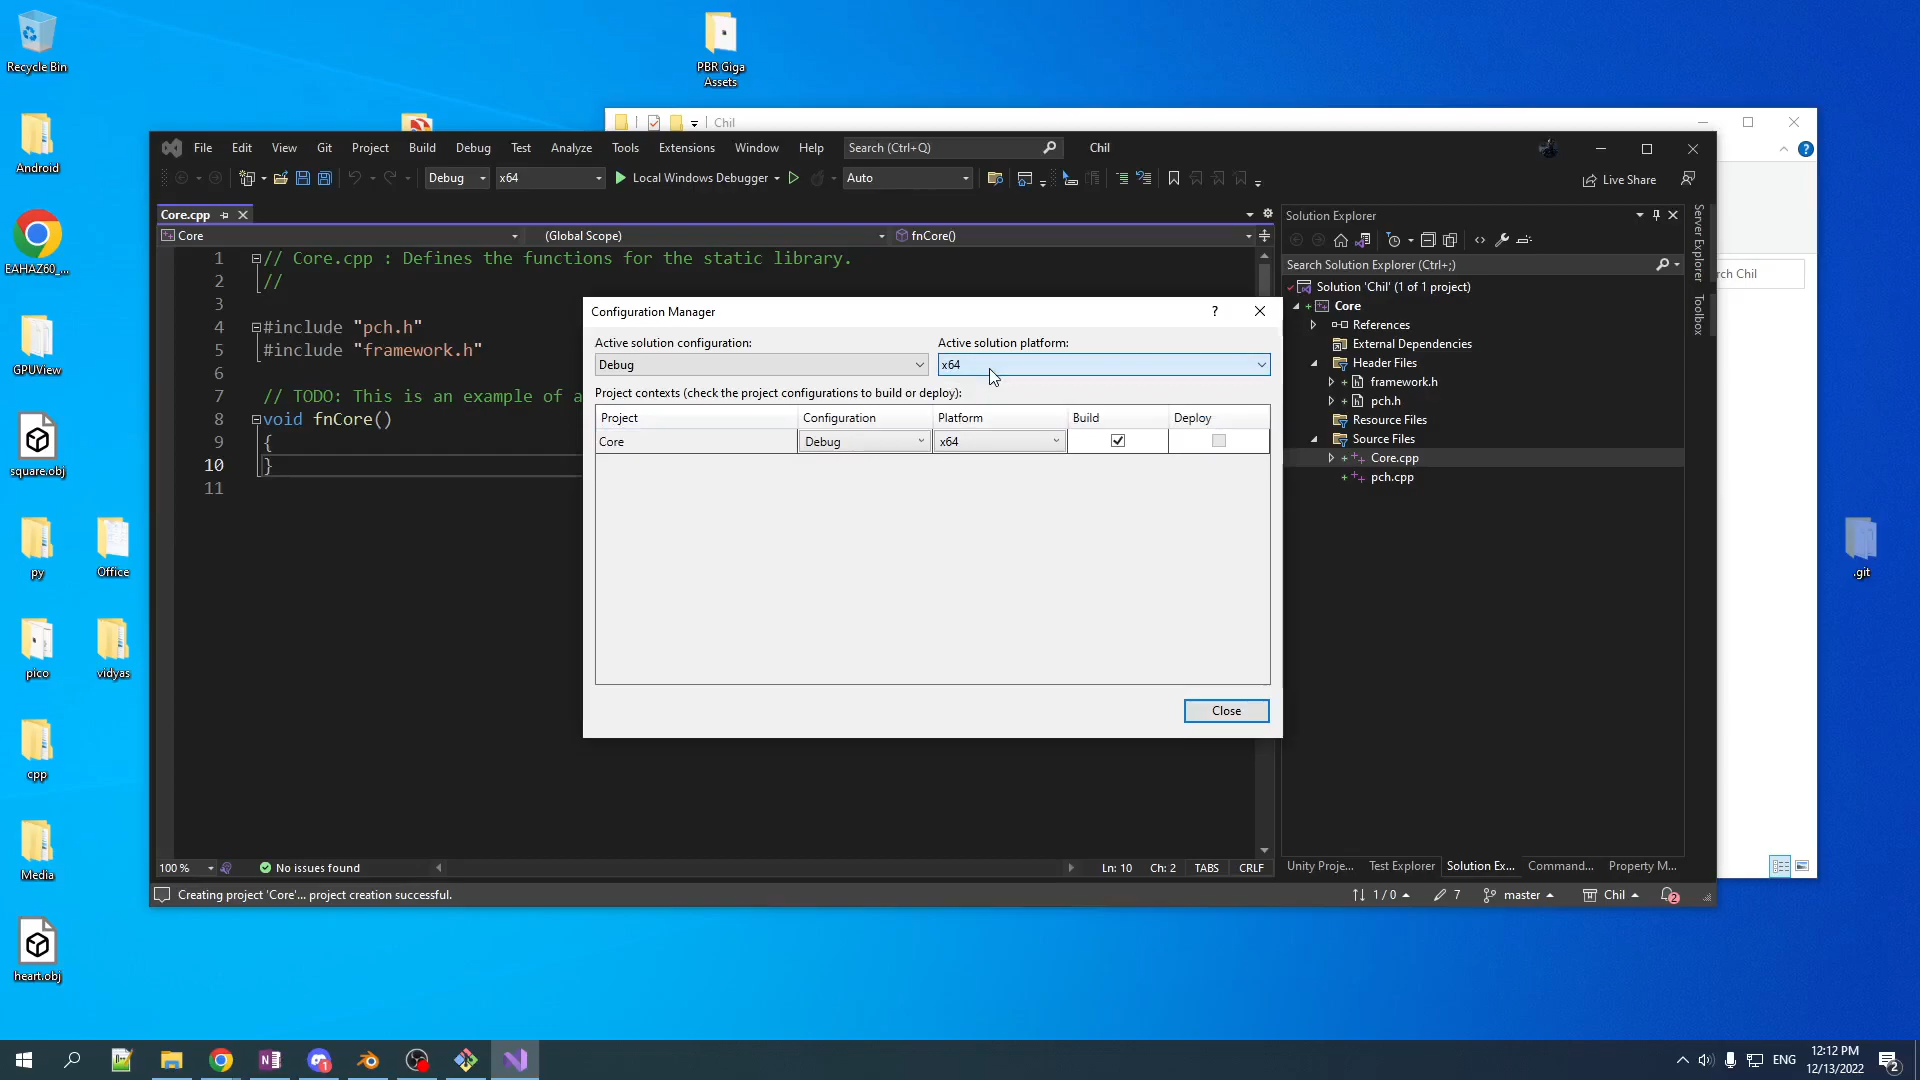 Recycle Bin
Android
EAHAZ60_...
GPUView
square.obj
py
Office
pico
vidyas
cpp
Media
heart.obj
PBR Giga
Assets
.git
Chil
File Edit View Git Project Build Debug Test Analyze Tools Extensions Window Help Search (Ctrl+Q) Chil
Debug x64 Local Windows Debugger Auto
Live Share
Core.cpp
Core (Global Scope) fnCore()
1 // Core.cpp : Defines the functions for the static library.
2 //
3
4 #include "pch.h"
5 #include "framework.h"
6
7 // TODO: This is an example of a
8 void fnCore()
9 {
10 }
11
Configuration Manager ?
Active solution configuration: Active solution platform:
Debug x64
Project contexts (check the project configurations to build or deploy):
Project Configuration Platform Build Deploy
Core Debug x64
Close
Solution Explorer
Search Solution Explorer (Ctrl+;)
Solution 'Chil' (1 of 1 project)
Core
References
External Dependencies
Header Files
framework.h
pch.h
Resource Files
Source Files
Core.cpp
pch.cpp
Server Explorer
Toolbox
rch Chil
100 % No issues found Ln: 10 Ch: 2 TABS CRLF
Unity Proje... Test Explorer Solution Ex... Command... Property M...
Creating project 'Core'... project creation successful. 1 / 0 7 master Chil 2
ENG
12:12 PM
12/13/2022
2